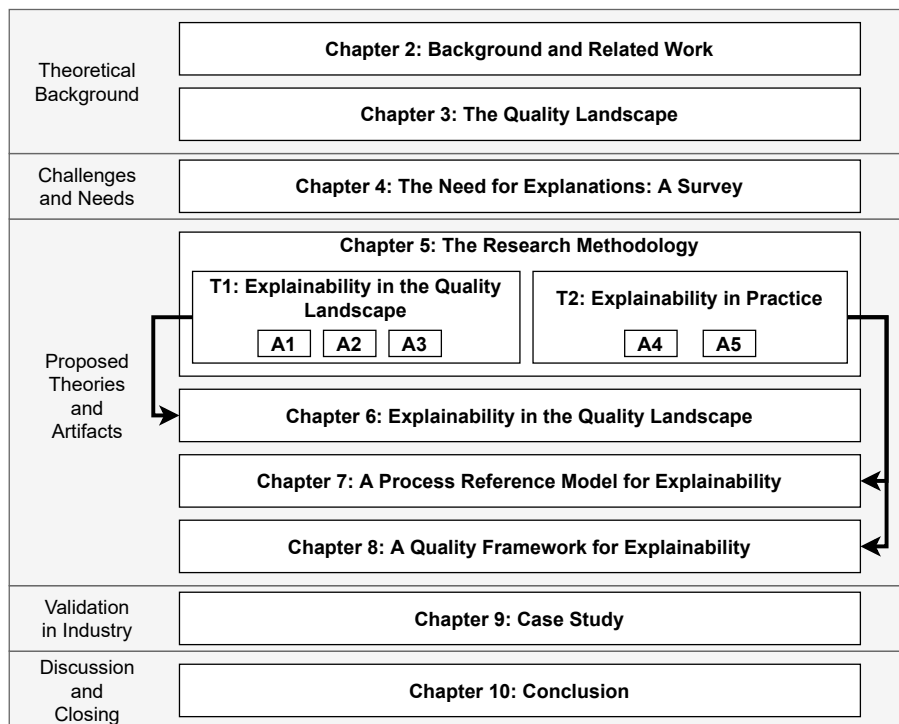 Theoretical
Background
Chapter 2: Background and Related Work
Chapter 3: The Quality Landscape
Challenges
and Needs
Chapter 4: The Need for Explanations: A Survey
Proposed
Theories
and
Artifacts
Chapter 5: The Research Methodology
T1: Explainability in the Quality
Landscape
A1
A2
A3
T2: Explainability in Practice
A4
A5
Chapter 6: Explainability in the Quality Landscape
Chapter 7: A Process Reference Model for Explainability
Chapter 8: A Quality Framework for Explainability
Validation
in Industry
Chapter 9: Case Study
Discussion
and
Closing
Chapter 10: Conclusion